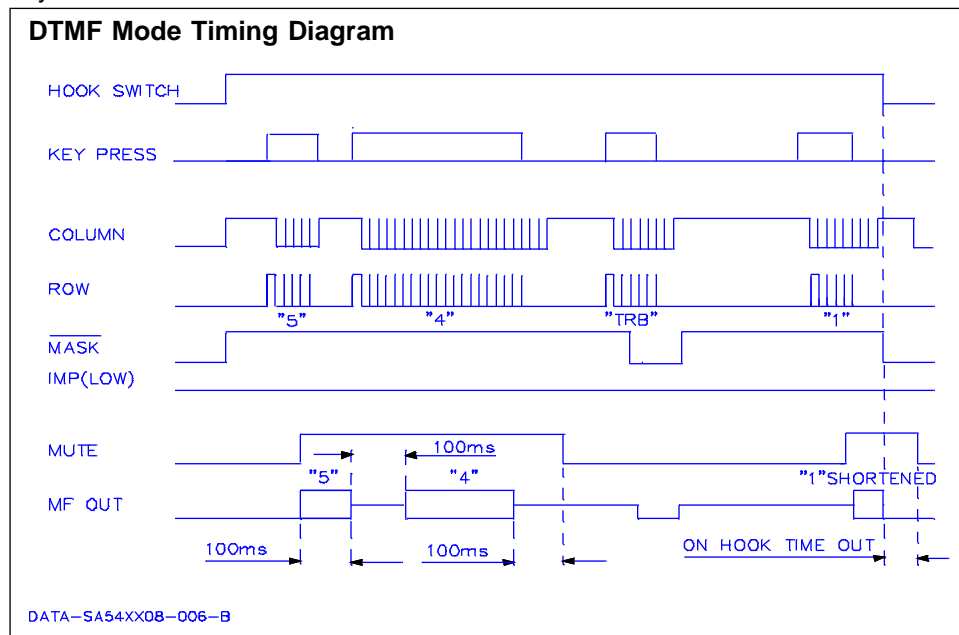 DTMF Mode Timing Diagram
HOOK SWITCH
KEY PRESS
COLUMN
ROW
"5" "4" "TRB" "1"
MASK
IMP(LOW)
MUTE
100ms
"5" "4" "1"SHORTENED
MF OUT
100ms 100ms ON HOOK TIME OUT
DATA-SA54XX08-006-B